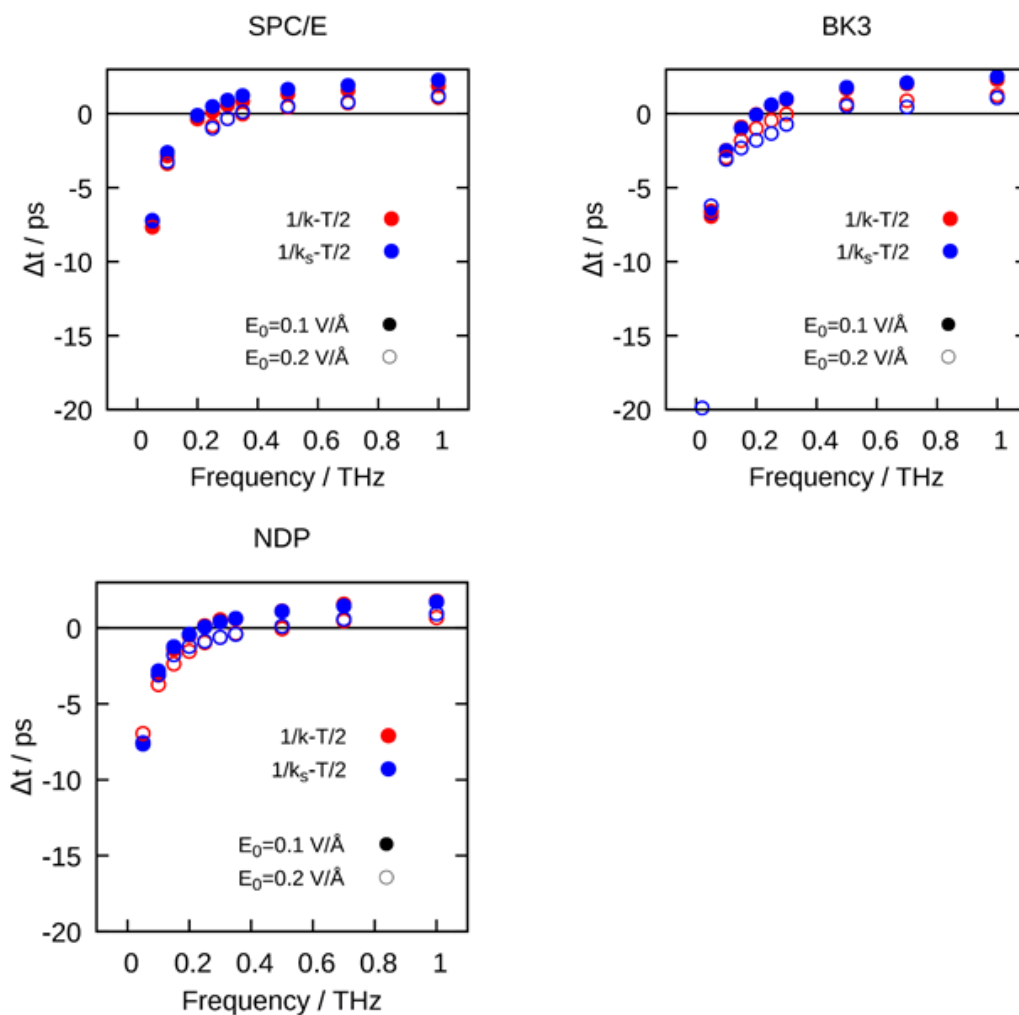 SPC/E
0
-5
-10
-15
-20
Δt / ps
1/k-T/2
1/kₛ-T/2
E₀=0.1 V/Å
E₀=0.2 V/Å
0 0.2 0.4 0.6 0.8 1
Frequency / THz
BK3
0
-5
-10
-15
-20
Δt / ps
1/k-T/2
1/kₛ-T/2
E₀=0.1 V/Å
E₀=0.2 V/Å
0 0.2 0.4 0.6 0.8 1
Frequency / THz
NDP
0
-5
-10
-15
-20
Δt / ps
1/k-T/2
1/kₛ-T/2
E₀=0.1 V/Å
E₀=0.2 V/Å
0 0.2 0.4 0.6 0.8 1
Frequency / THz